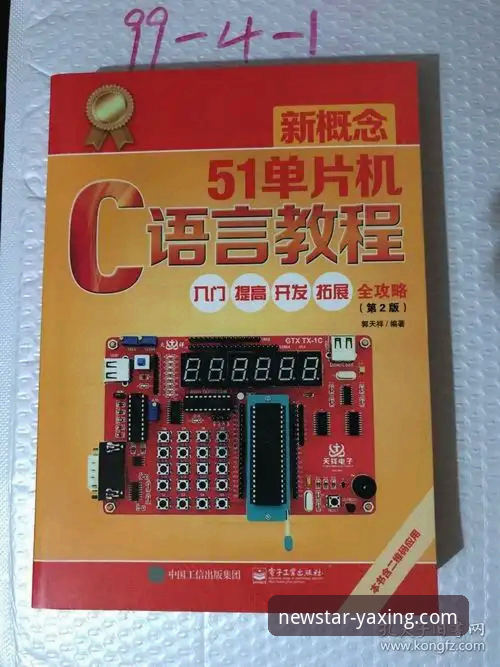 99-4-1
新概念
51单片机
C语言教程
入门 提高 开发 拓展 全攻略
(第2版)
郭天祥/编著
GTX TX-1C
天祥电子
本书含二维码应用
中国工信出版集团
电子工业出版社
newstar-yaxing.com
www.kongfz.com